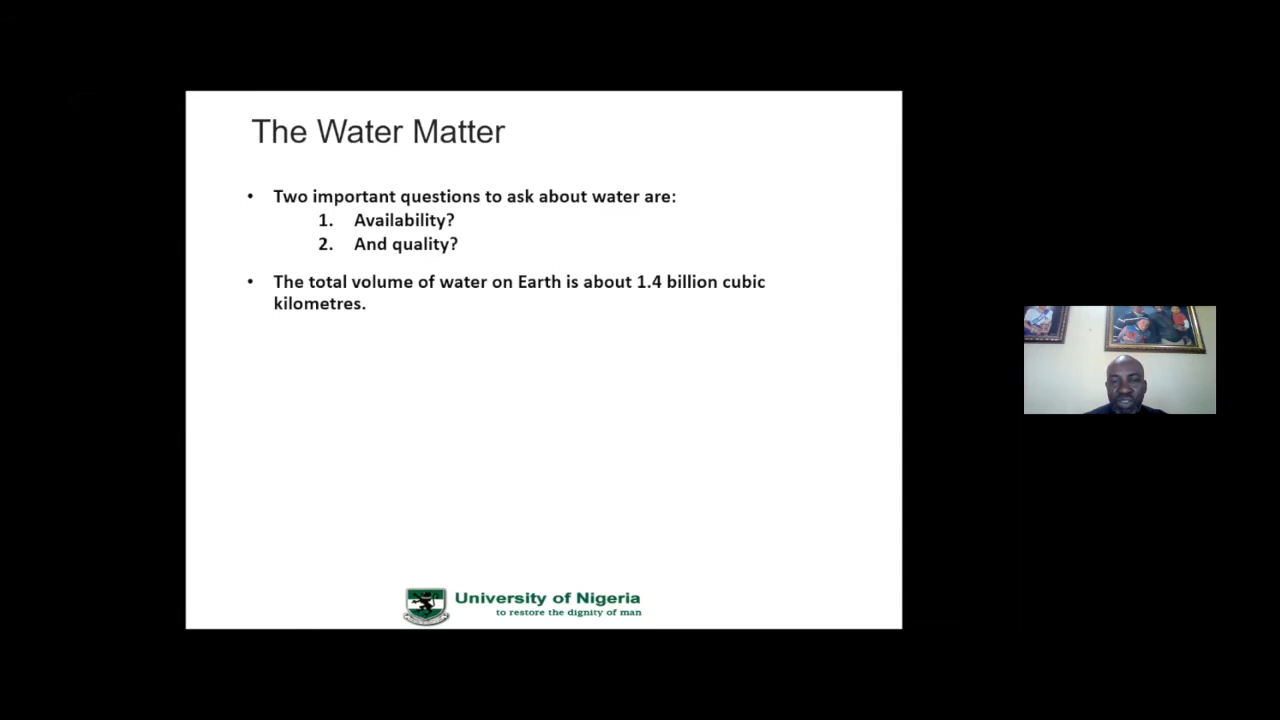 The Water Matter
• Two important questions to ask about water are:
1. Availability?
2. And quality?
• The total volume of water on Earth is about 1.4 billion cubic
kilometres.
University of Nigeria
to restore the dignity of man